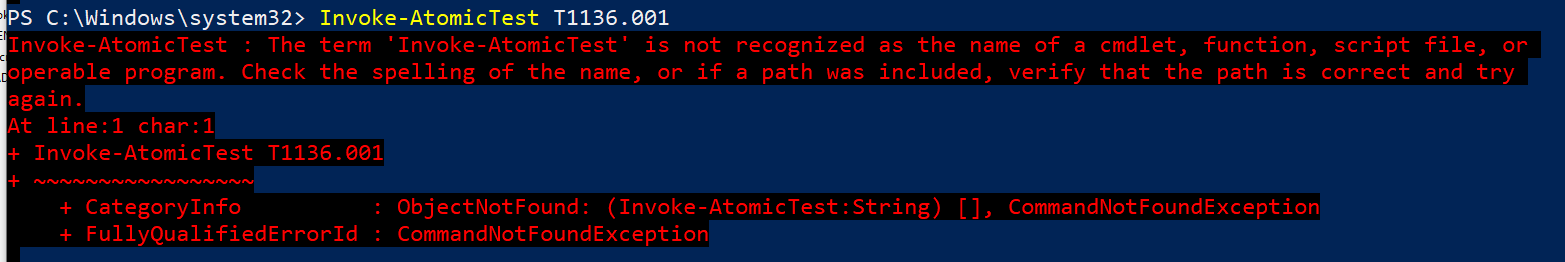 PS C:\Windows\system32> Invoke-AtomicTest T1136.001
Invoke-AtomicTest : The term 'Invoke-AtomicTest' is not recognized as the name of a cmdlet, function, script file, or
operable program. Check the spelling of the name, or if a path was included, verify that the path is correct and try
again.
At line:1 char:1
+ Invoke-AtomicTest T1136.001
+ ~~~~~~~~~~~~~~~~~
    + CategoryInfo          : ObjectNotFound: (Invoke-AtomicTest:String) [], CommandNotFoundException
    + FullyQualifiedErrorId : CommandNotFoundException